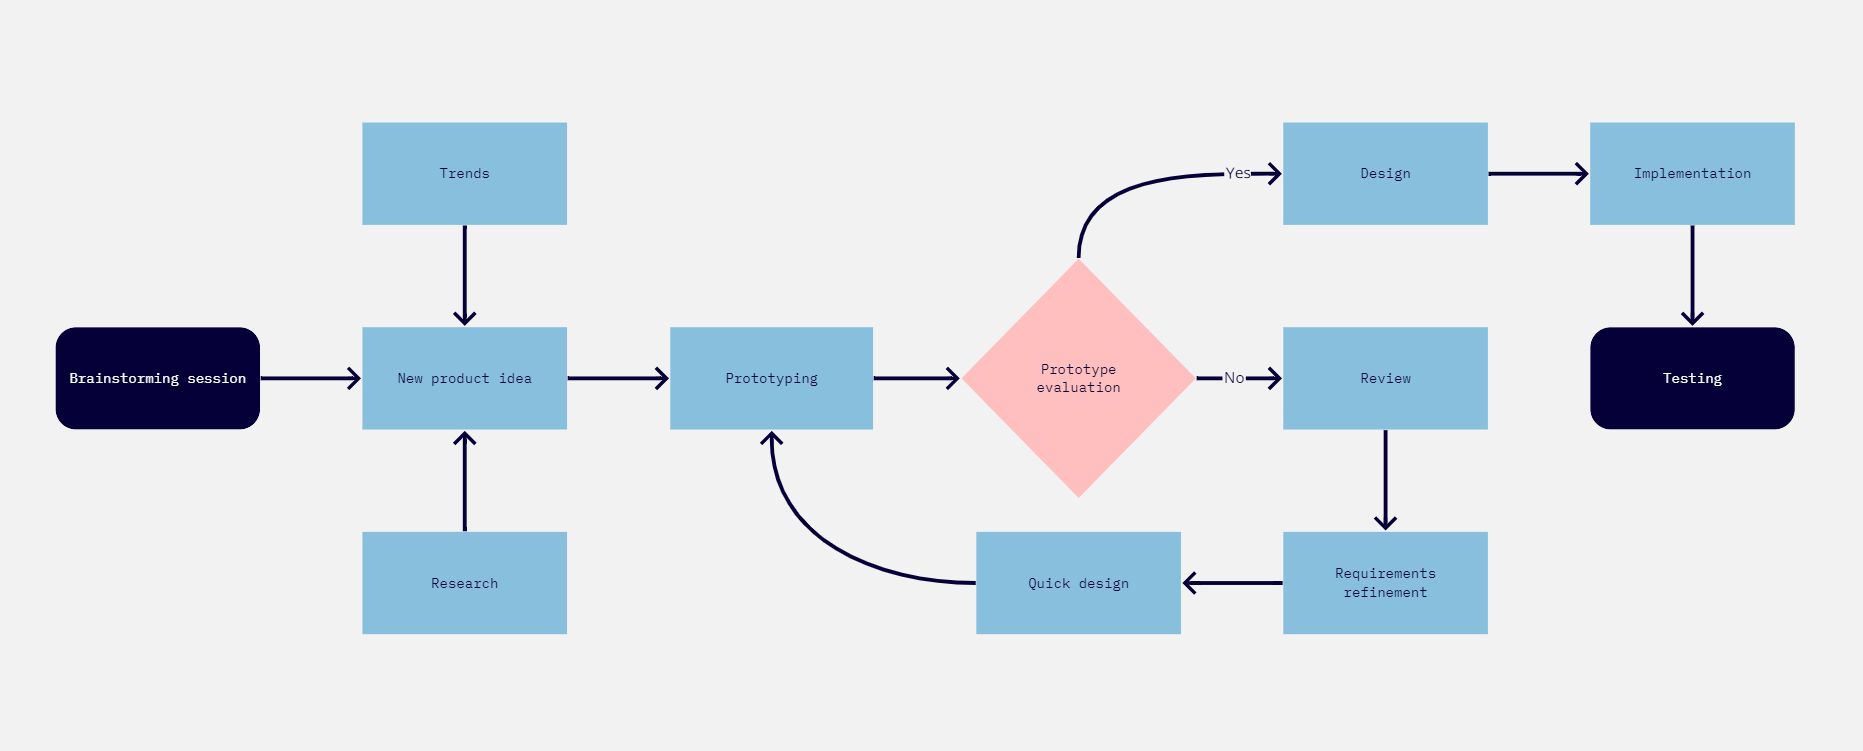 Trends
Yes
Design
Implementation
Brainstorming session
New product idea
Prototyping
Prototype
evaluation
No
Review
Testing
Research
Quick design
Requirements
refinement